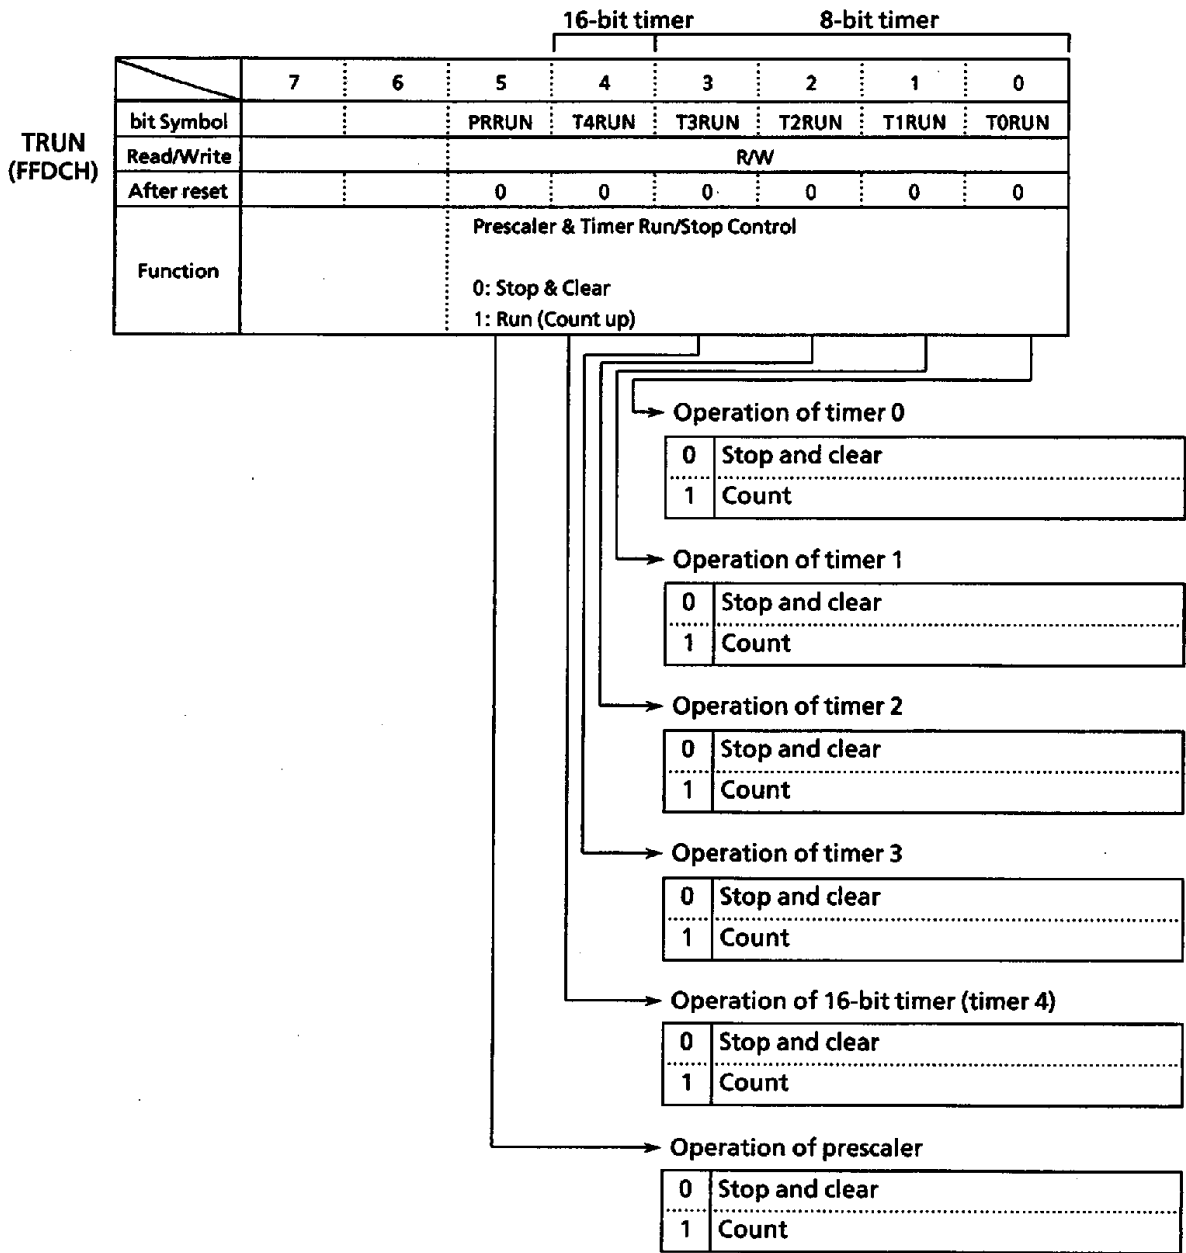 16-bit timer 8-bit timer
7 6 5 4 3 2 1 0
bit Symbol PRRUN T4RUN T3RUN T2RUN T1RUN T0RUN
TRUN
(FFDCH)
Read/Write R/W
After reset 0 0 0 0 0 0
Function
Prescaler & Timer Run/Stop Control
0: Stop & Clear
1: Run (Count up)
Operation of timer 0
0 Stop and clear
1 Count
Operation of timer 1
0 Stop and clear
1 Count
Operation of timer 2
0 Stop and clear
1 Count
Operation of timer 3
0 Stop and clear
1 Count
Operation of 16-bit timer (timer 4)
0 Stop and clear
1 Count
Operation of prescaler
0 Stop and clear
1 Count